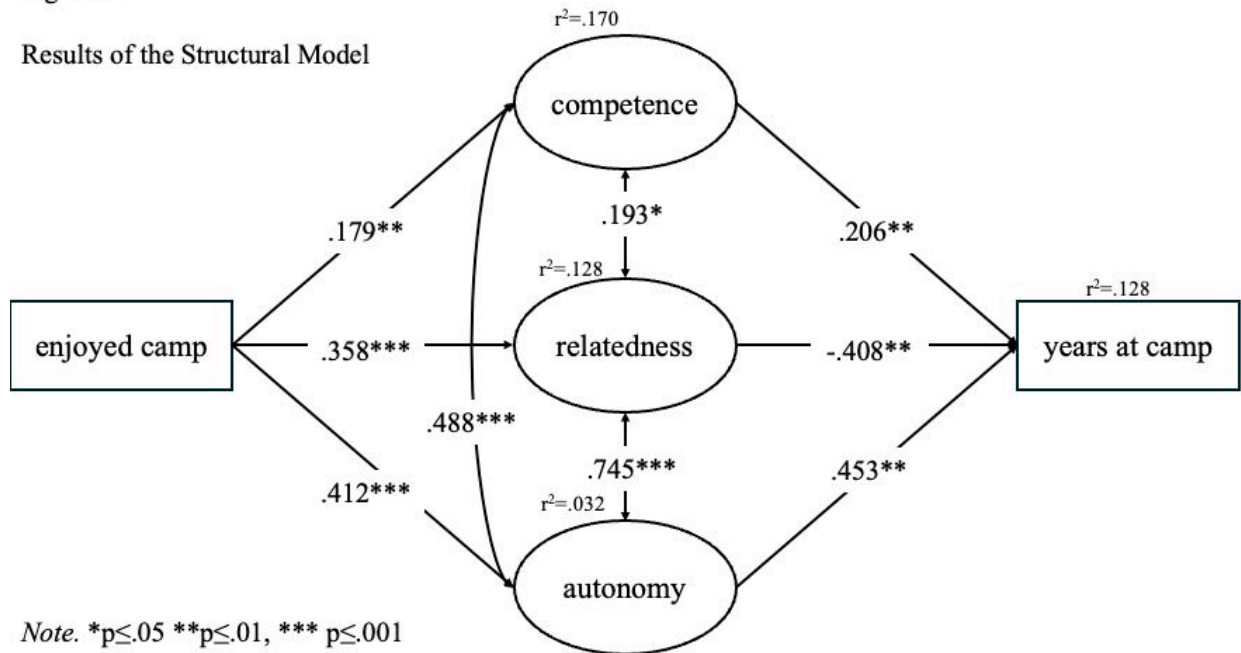 Results of the Structural Model
r²=.170
competence
.179**
.193*
.206**
r²=.128
r²=.128
enjoyed camp
.358***
relatedness
-.408**
years at camp
.488***
.412***
.745***
.453**
r²=.032
autonomy
Note. *p≤.05 **p≤.01, *** p≤.001